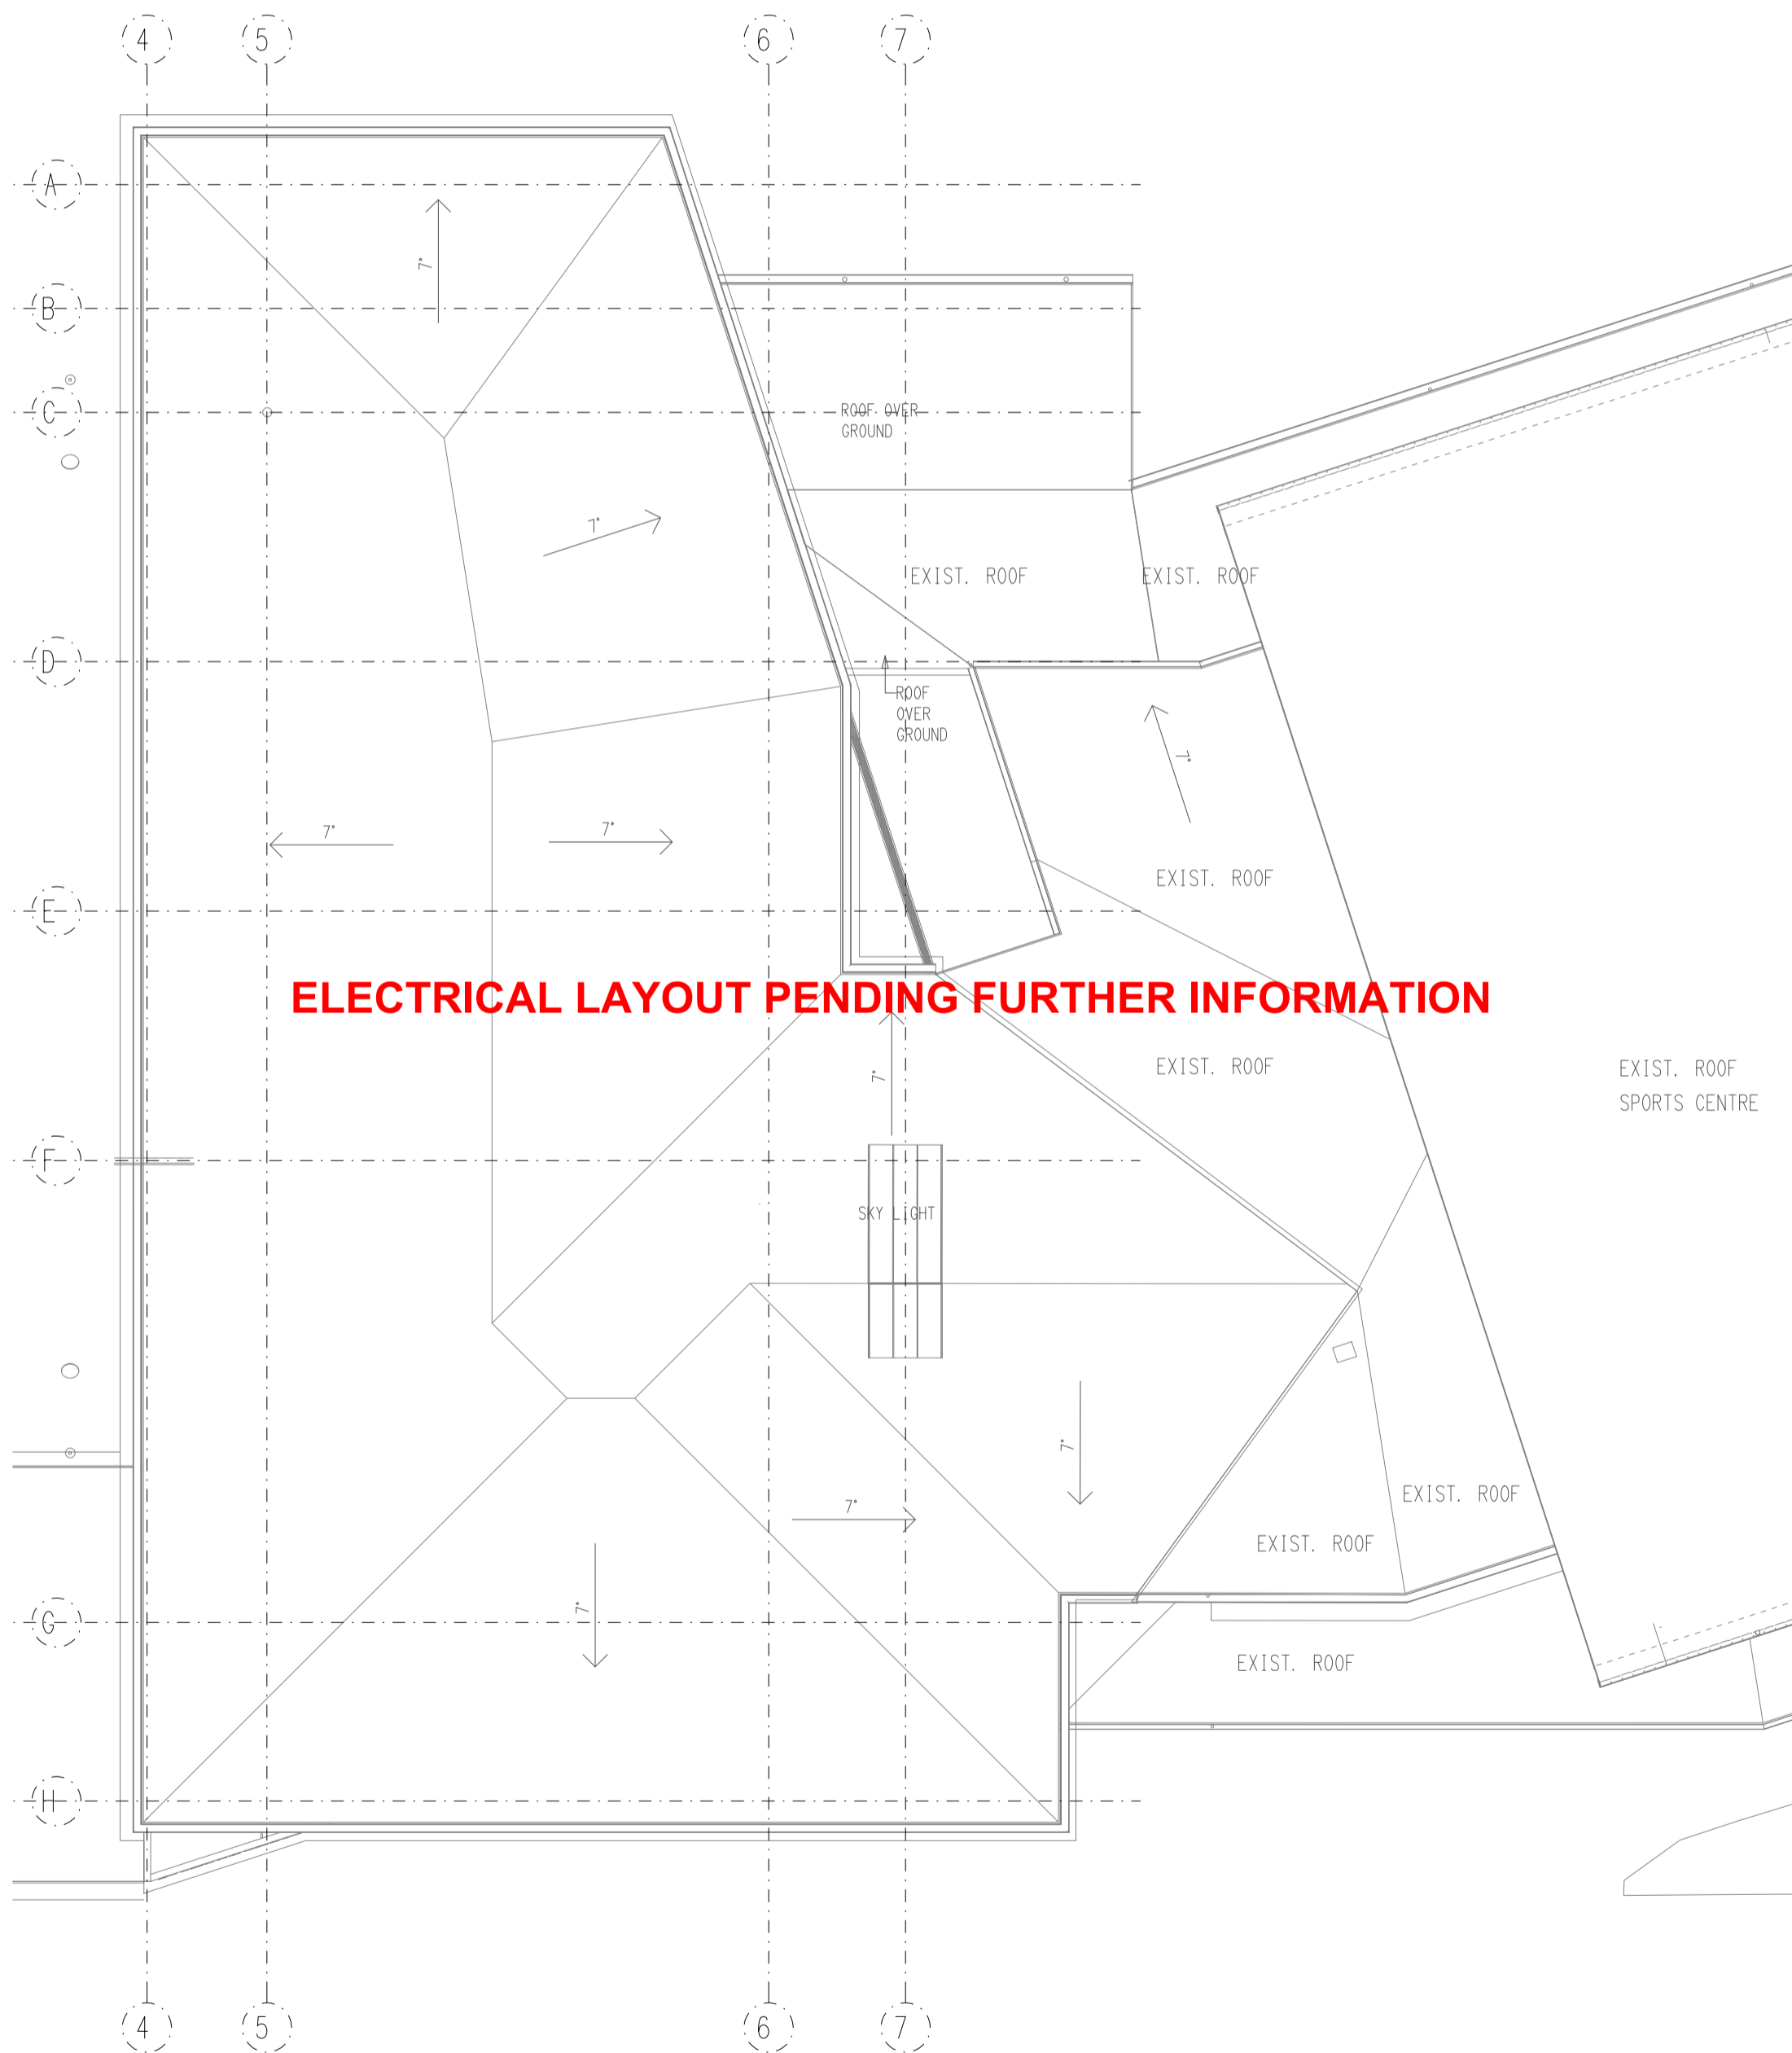 4 5 6 7
A
7°
B
C
ROOF OVER
GROUND
7°
EXIST. ROOF EXIST. ROOF
D
ROOF
OVER
GROUND
7°
7° 7°
EXIST. ROOF
E
ELECTRICAL LAYOUT PENDING FURTHER INFORMATION
7°
EXIST. ROOF
EXIST. ROOF
SPORTS CENTRE
F
SKY LIGHT
7°
EXIST. ROOF
7°
EXIST. ROOF
7°
G
EXIST. ROOF
H
4 5 6 7